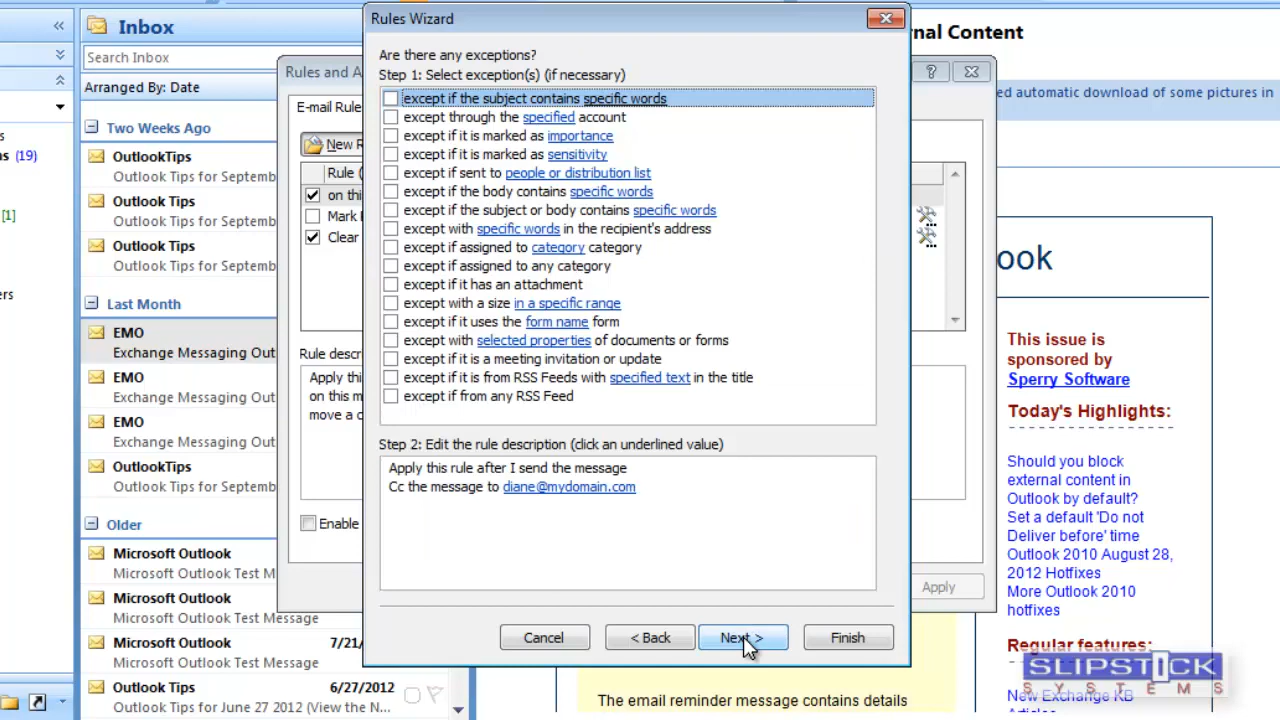 Inbox
Search Inbox
Arranged By: Date
Two Weeks Ago
OutlookTips
Outlook Tips for Septemb
Outlook Tips
Outlook Tips for Septemb
Outlook Tips
Outlook Tips for Septemb
Last Month
EMO
Exchange Messaging Out
EMO
Exchange Messaging Out
EMO
Exchange Messaging Out
OutlookTips
Outlook Tips for Septemb
Older
Microsoft Outlook
Microsoft Outlook Test M
Microsoft Outlook
Microsoft Outlook Test Message
Microsoft Outlook 7/21/
Microsoft Outlook Test Message
Outlook Tips 6/27/2012
Outlook Tips for June 27 2012 (View the N...
s
s (19)
[1]
ers
Rules and A
E-mail Rule
New R
Rule (
on thi
Mark
Clear
Rule descri
Apply thi
on this m
move a c
Enable
Apply
Rules Wizard
Are there any exceptions?
Step 1: Select exception(s) (if necessary)
except if the subject contains specific words
except through the specified account
except if it is marked as importance
except if it is marked as sensitivity
except if sent to people or distribution list
except if the body contains specific words
except if the subject or body contains specific words
except with specific words in the recipient's address
except if assigned to category category
except if assigned to any category
except if it has an attachment
except with a size in a specific range
except if it uses the form name form
except with selected properties of documents or forms
except if it is a meeting invitation or update
except if it is from RSS Feeds with specified text in the title
except if from any RSS Feed
Step 2: Edit the rule description (click an underlined value)
Apply this rule after I send the message
Cc the message to diane@mydomain.com
Cancel
< Back
Next >
Finish
nal Content
ed automatic download of some pictures in
ook
This issue is
sponsored by
Sperry Software
Today's Highlights:
Should you block
external content in
Outlook by default?
Set a default 'Do not
Deliver before' time
Outlook 2010 August 28,
2012 Hotfixes
More Outlook 2010
hotfixes
Regular features:
New Exchange KB
The email reminder message contains details
SLIPSTICK
SYSTEMS